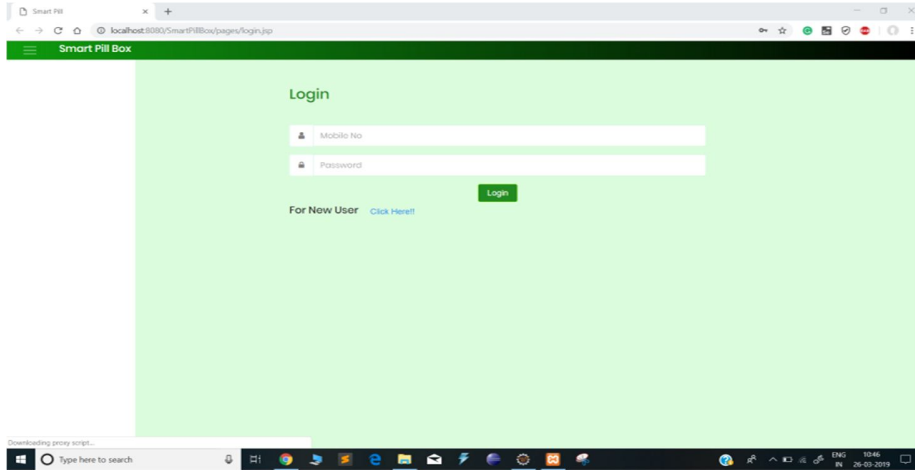 Smart Pill
localhost:8080/SmartPillBox/pages/login.jsp
Smart Pill Box
Login
Mobile No
Password
Login
For New User Click Here!!
Downloading proxy script...
Type here to search
ENG 10:46
IN 26-03-2019